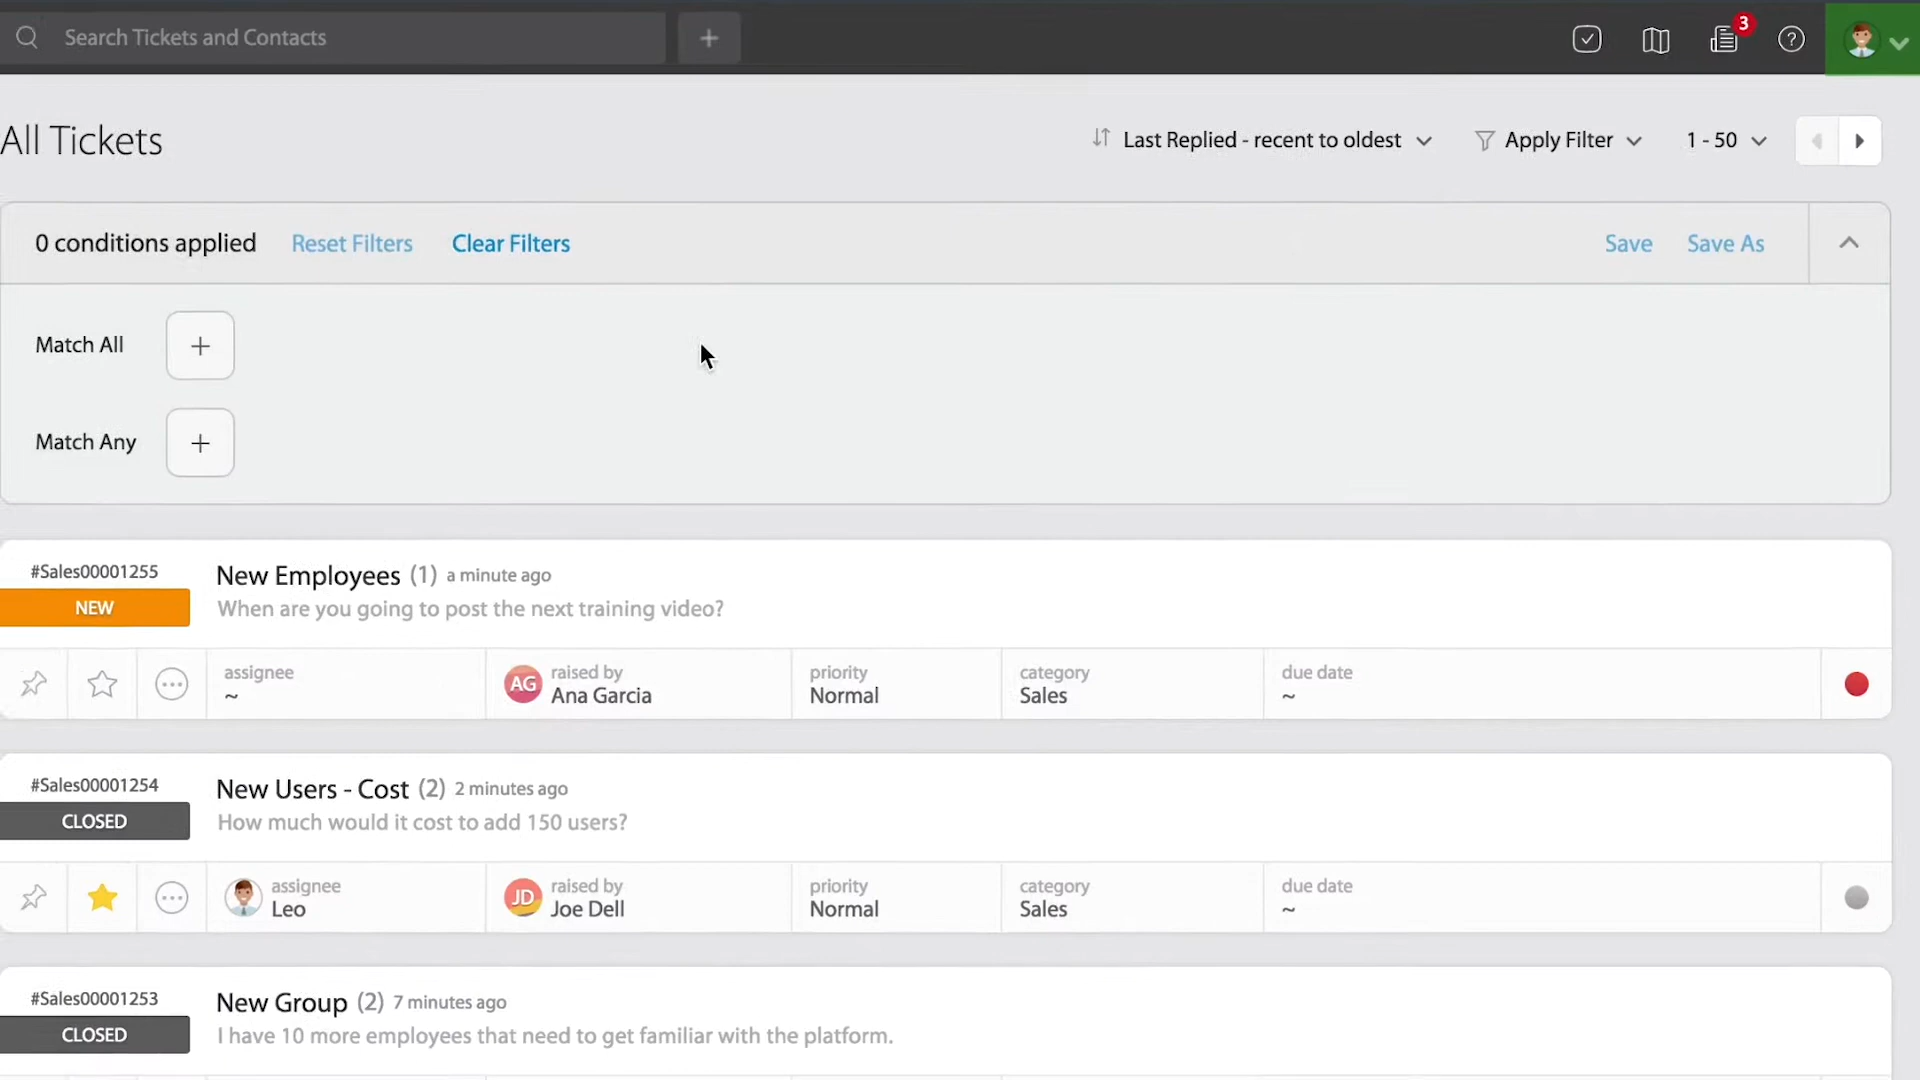 Search Tickets and Contacts
+
3
?
All Tickets
Last Replied - recent to oldest
Apply Filter
1 - 50
0 conditions applied Reset Filters Clear Filters
Save Save As
Match All +
Match Any +
#Sales00001255
NEW
New Employees (1) a minute ago
When are you going to post the next training video?
assignee
~
AG
raised by
Ana Garcia
priority
Normal
category
Sales
due date
~
#Sales00001254
CLOSED
New Users - Cost (2) 2 minutes ago
How much would it cost to add 150 users?
assignee
Leo
JD
raised by
Joe Dell
priority
Normal
category
Sales
due date
~
#Sales00001253
CLOSED
New Group (2) 7 minutes ago
I have 10 more employees that need to get familiar with the platform.